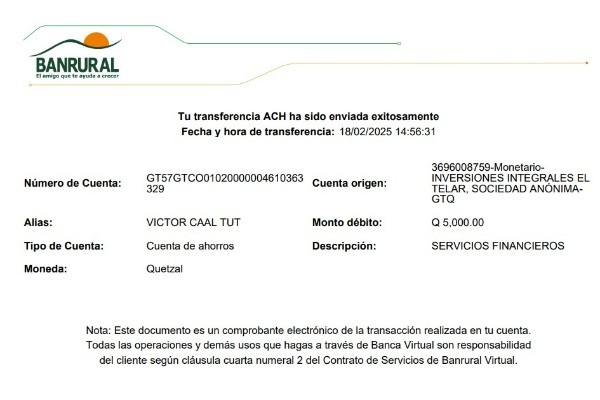 BANRURAL
El amigo que te ayuda a crecer
Tu transferencia ACH ha sido enviada exitosamente
Fecha y hora de transferencia: 18/02/2025 14:56:31
Número de Cuenta: GT57GTCO01020000004610363
329
Cuenta origen: 3696008759-Monetario-
INVERSIONES INTEGRALES EL
TELAR, SOCIEDAD ANÓNIMA-
GTQ
Alias: VICTOR CAAL TUT Monto débito: Q 5,000.00
Tipo de Cuenta: Cuenta de ahorros Descripción: SERVICIOS FINANCIEROS
Moneda: Quetzal
Nota: Este documento es un comprobante electrónico de la transacción realizada en tu cuenta.
Todas las operaciones y demás usos que hagas a través de Banca Virtual son responsabilidad
del cliente según cláusula cuarta numeral 2 del Contrato de Servicios de Banrural Virtual.